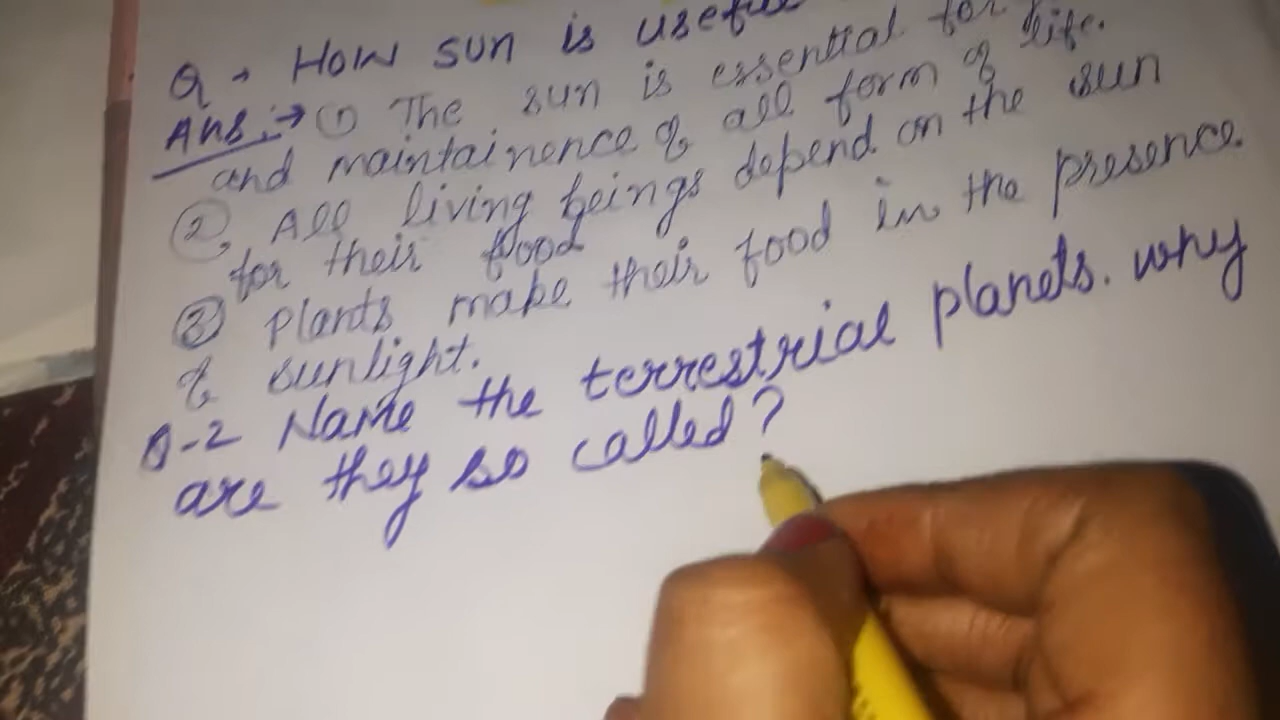 Q → How sun is useful
Ans:→ ① The sun is essential for
and maintainence of all form of life.
②, All living beings depend on the sun
for their food
③ Plants make their food in the presence.
of sunlight.
Q-2 Name the terrestrial planets. why
are they so called?